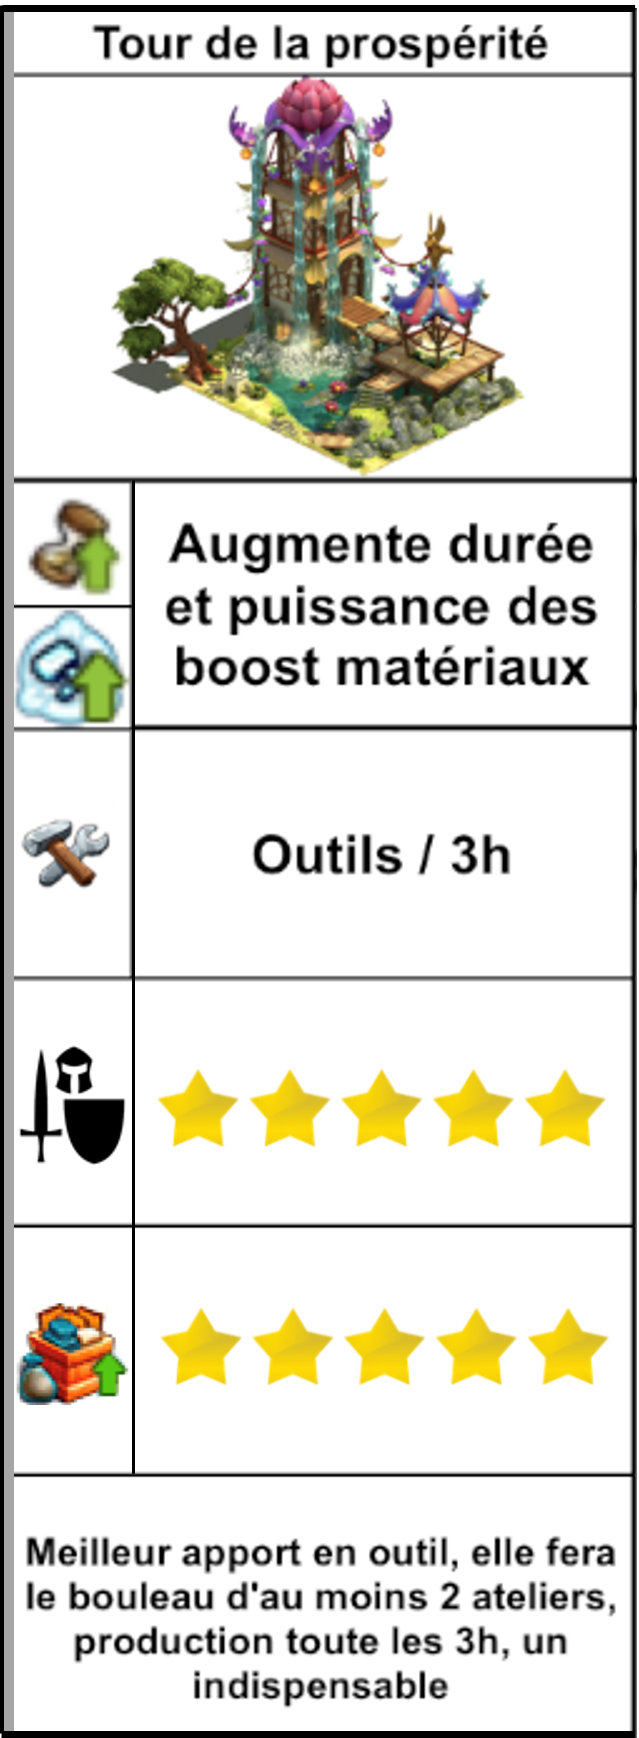 Tour de la prospérité
Augmente durée
et puissance des
boost matériaux
Outils / 3h
Meilleur apport en outil, elle fera
le bouleau d'au moins 2 ateliers,
production toute les 3h, un
indispensable